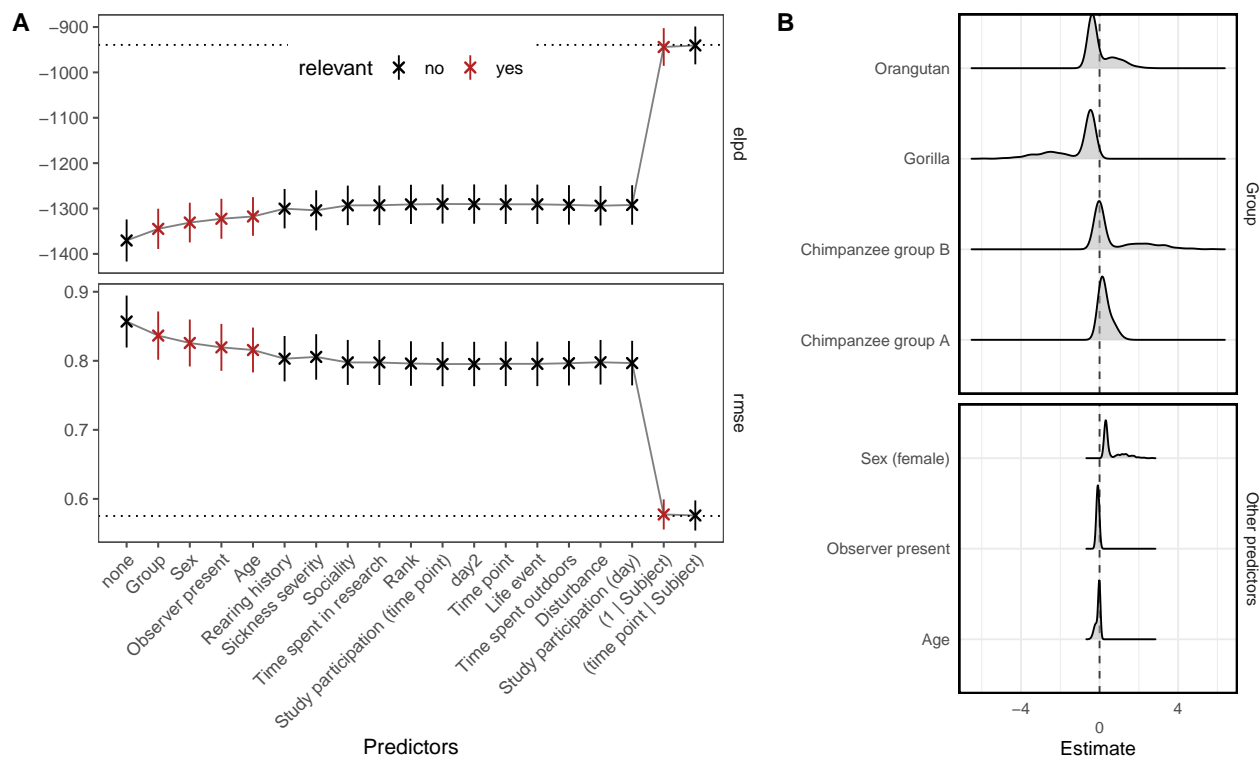 A
B
relevant no yes
−900
−1000
−1100
−1200
−1300
−1400
elpd
0.9
0.8
0.7
0.6
rmse
none
Group
Sex
Observer present
Age
Rearing history
Sickness severity
Sociality
Time spent in research
Rank
Study participation (time point)
day2
Time point
Life event
Time spent outdoors
Disturbance
Study participation (day)
(1 | Subject)
(time point | Subject)
Predictors
Orangutan
Gorilla
Chimpanzee group B
Chimpanzee group A
Group
Sex (female)
Observer present
Age
Other predictors
−4
0
4
Estimate